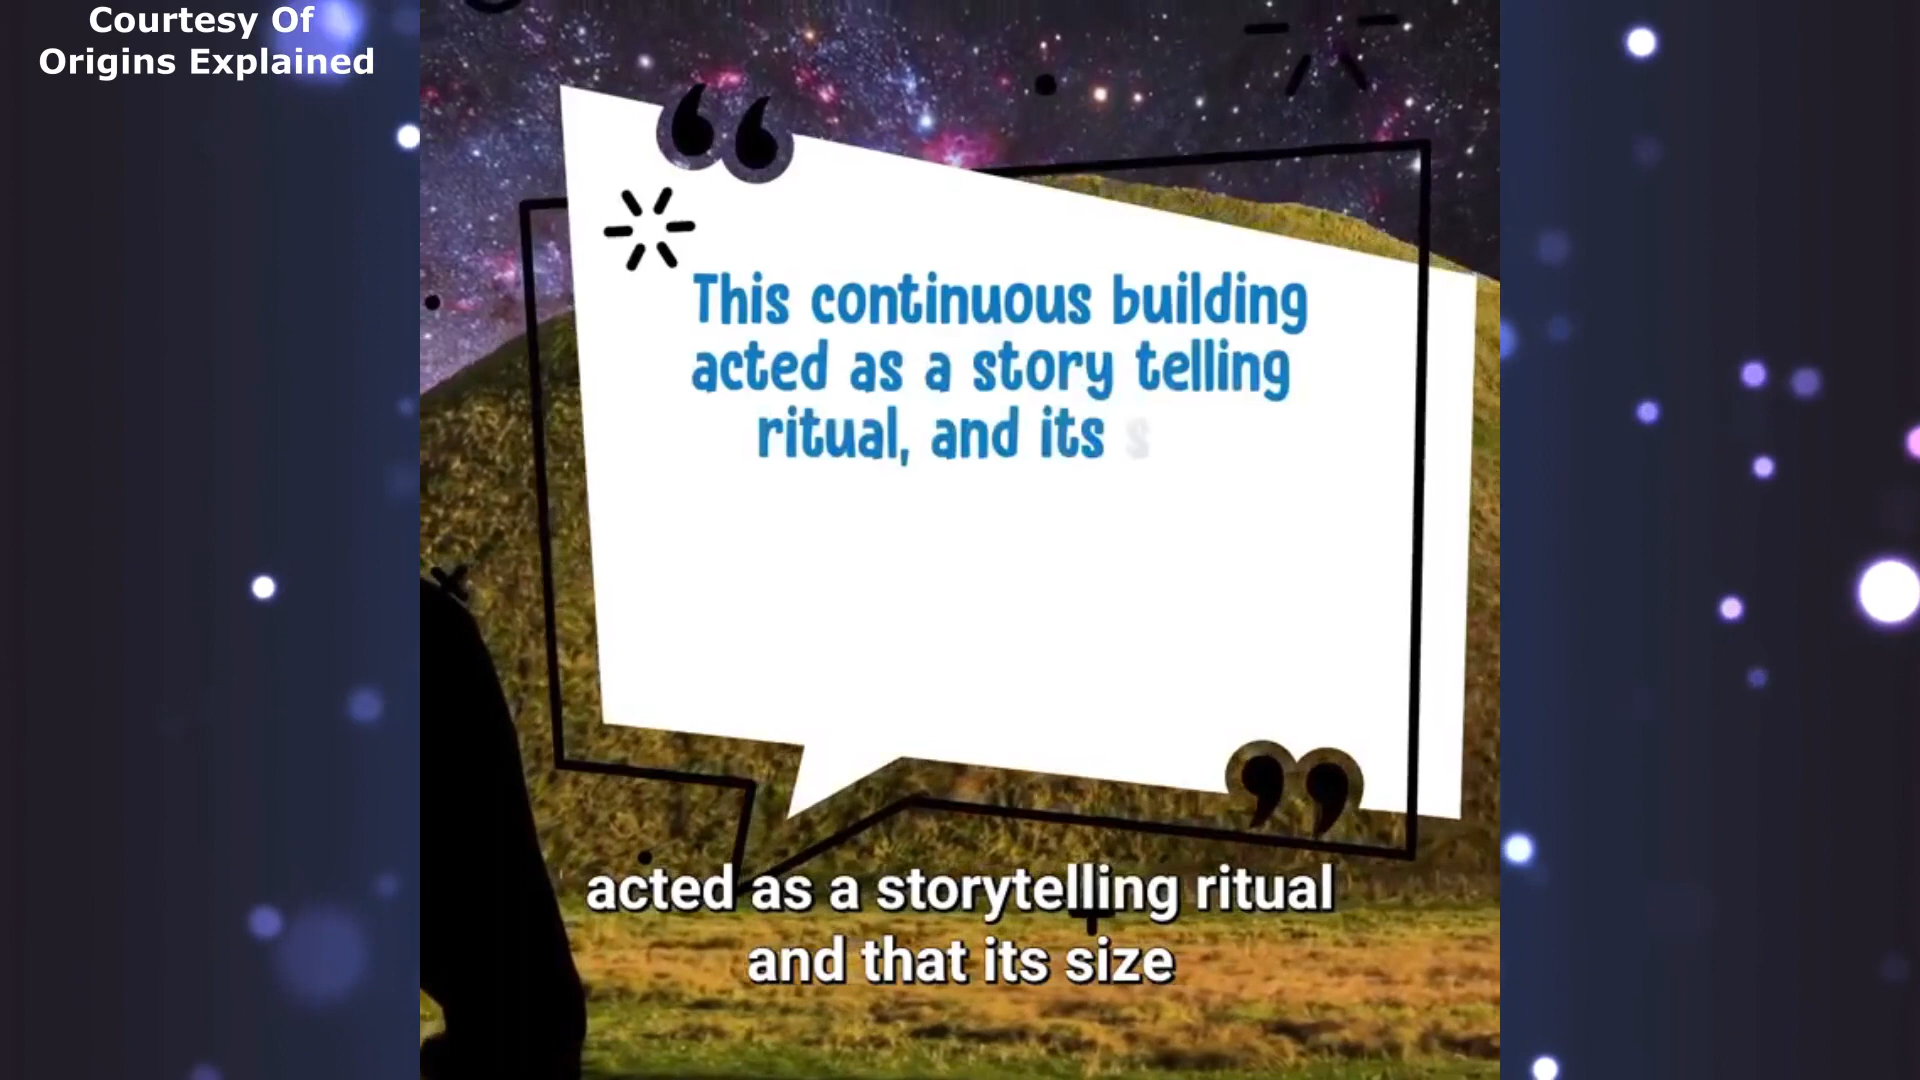 Courtesy Of
Origins Explained
This continuous building
acted as a story telling
ritual, and its s
acted as a storytelling ritual
and that its size